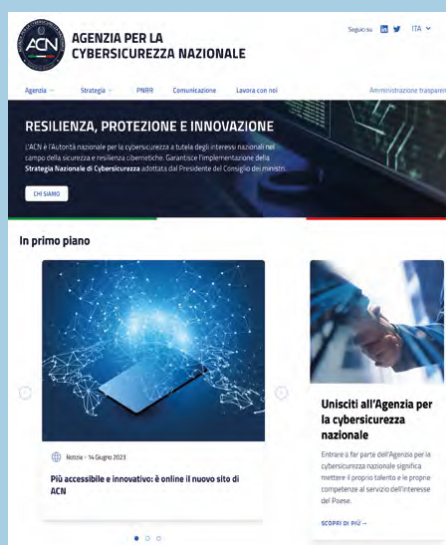 ACN
AGENZIA PER LA
CYBERSICUREZZA NAZIONALE
Seguici su
ITA
Agenzia
Strategia
PNRR
Comunicazione
Lavora con noi
Amministrazione trasparen
RESILIENZA, PROTEZIONE E INNOVAZIONE
L'ACN è l'Autorità nazionale per la cybersicurezza a tutela degli interessi nazionali nel
campo della sicurezza e resilienza cibernetiche. Garantisce l'implementazione della
Strategia Nazionale di Cybersicurezza adottata dal Presidente del Consiglio dei ministri.
CHI SIAMO
In primo piano
Notizia - 14 Giugno 2023
Più accessibile e innovativo: è online il nuovo sito di
ACN
Unisciti all'Agenzia per
la cybersicurezza
nazionale
Entrare a far parte dell'Agenzia per la
cybersicurezza nazionale significa
mettere il proprio talento e le proprie
competenze al servizio dell'interesse
del Paese.
SCOPRI DI PIÙ